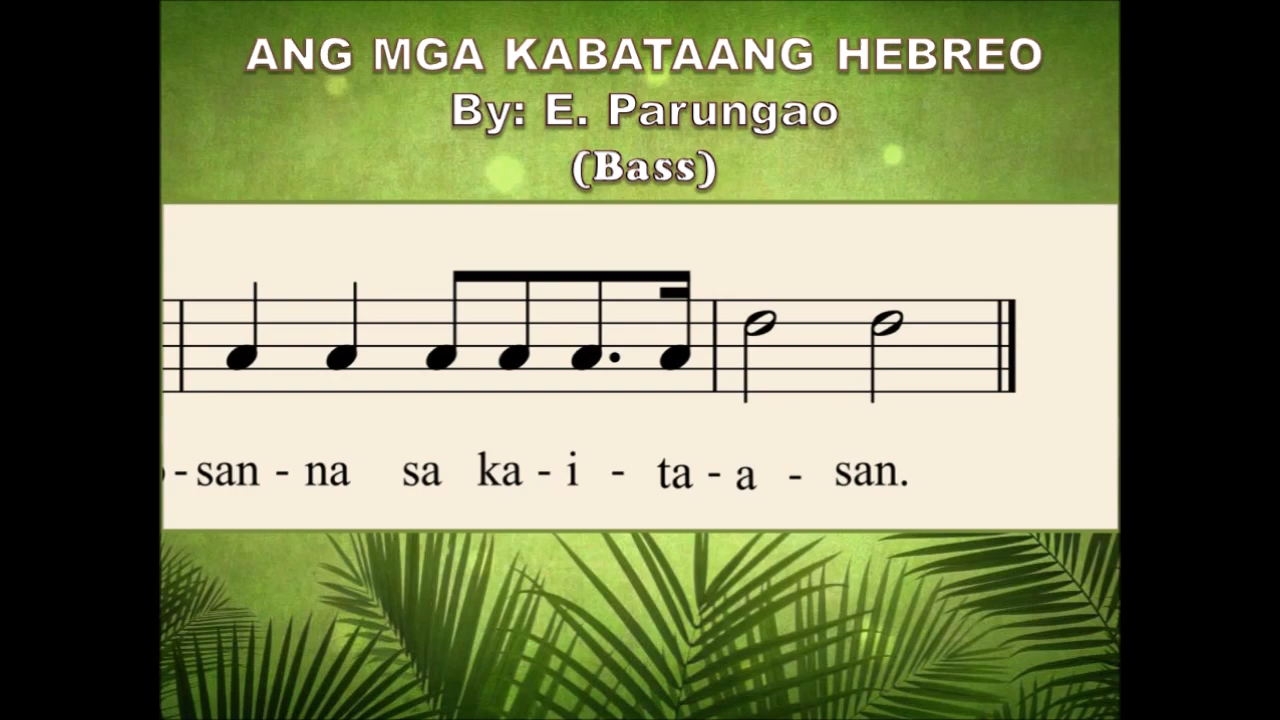 ANG MGA KABATAANG HEBREO
By: E. Parungao
(Bass)
-san - na sa ka - i - ta - a - san.